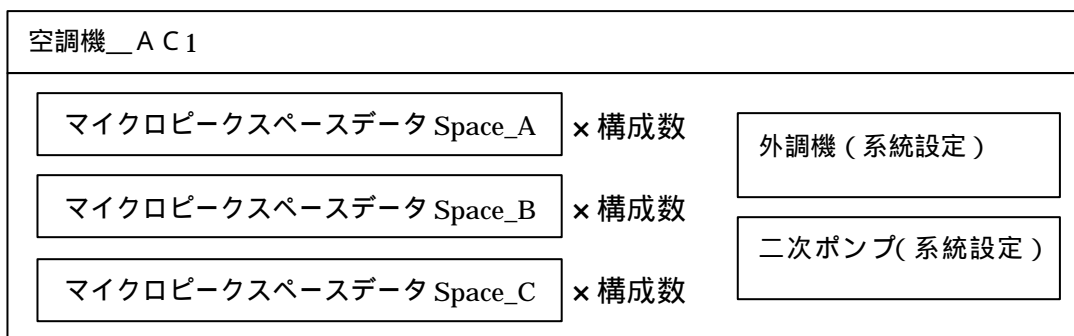 空調機__ＡＣ1
マイクロピークスペースデータ Space_A ×構成数
マイクロピークスペースデータ Space_B ×構成数
マイクロピークスペースデータ Space_C ×構成数
外調機（系統設定）
二次ポンプ(系統設定）